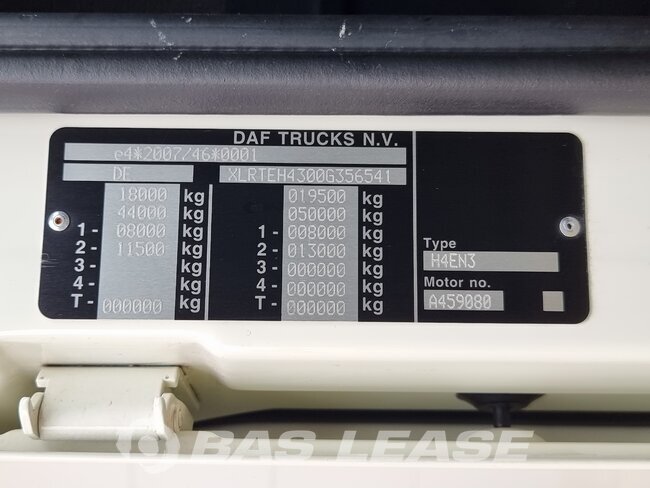 DAF TRUCKS N.V.
e4*2007/46*0001
DE XLRTEH4300G356541
18000 kg 019500 kg
44000 kg 050000 kg
1 - 08000 kg 1 - 008000 kg
2 - 11500 kg 2 - 013000 kg
3 - kg 3 - 000000 kg
4 - kg 4 - 000000 kg
T - 000000 kg T - 000000 kg
Type
H4EN3
Motor no.
A459080
BAS LEASE